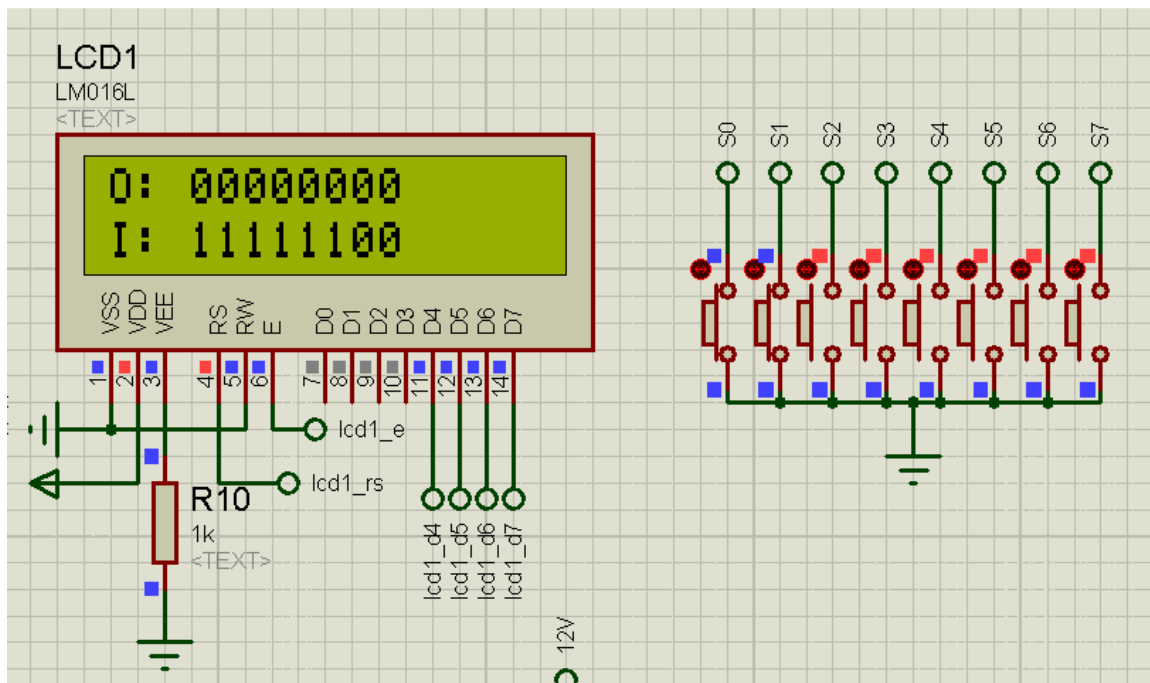 LCD1
LM016L
<TEXT>
O: 00000000
I: 11111100
VSS
VDD
VEE
RS
RW
E
D0
D1
D2
D3
D4
D5
D6
D7
1
2
3
4
5
6
7
8
9
10
11
12
13
14
lcd1_e
lcd1_rs
R10
1k
<TEXT>
lcd1_d4
lcd1_d5
lcd1_d6
lcd1_d7
12V
S0
S1
S2
S3
S4
S5
S6
S7